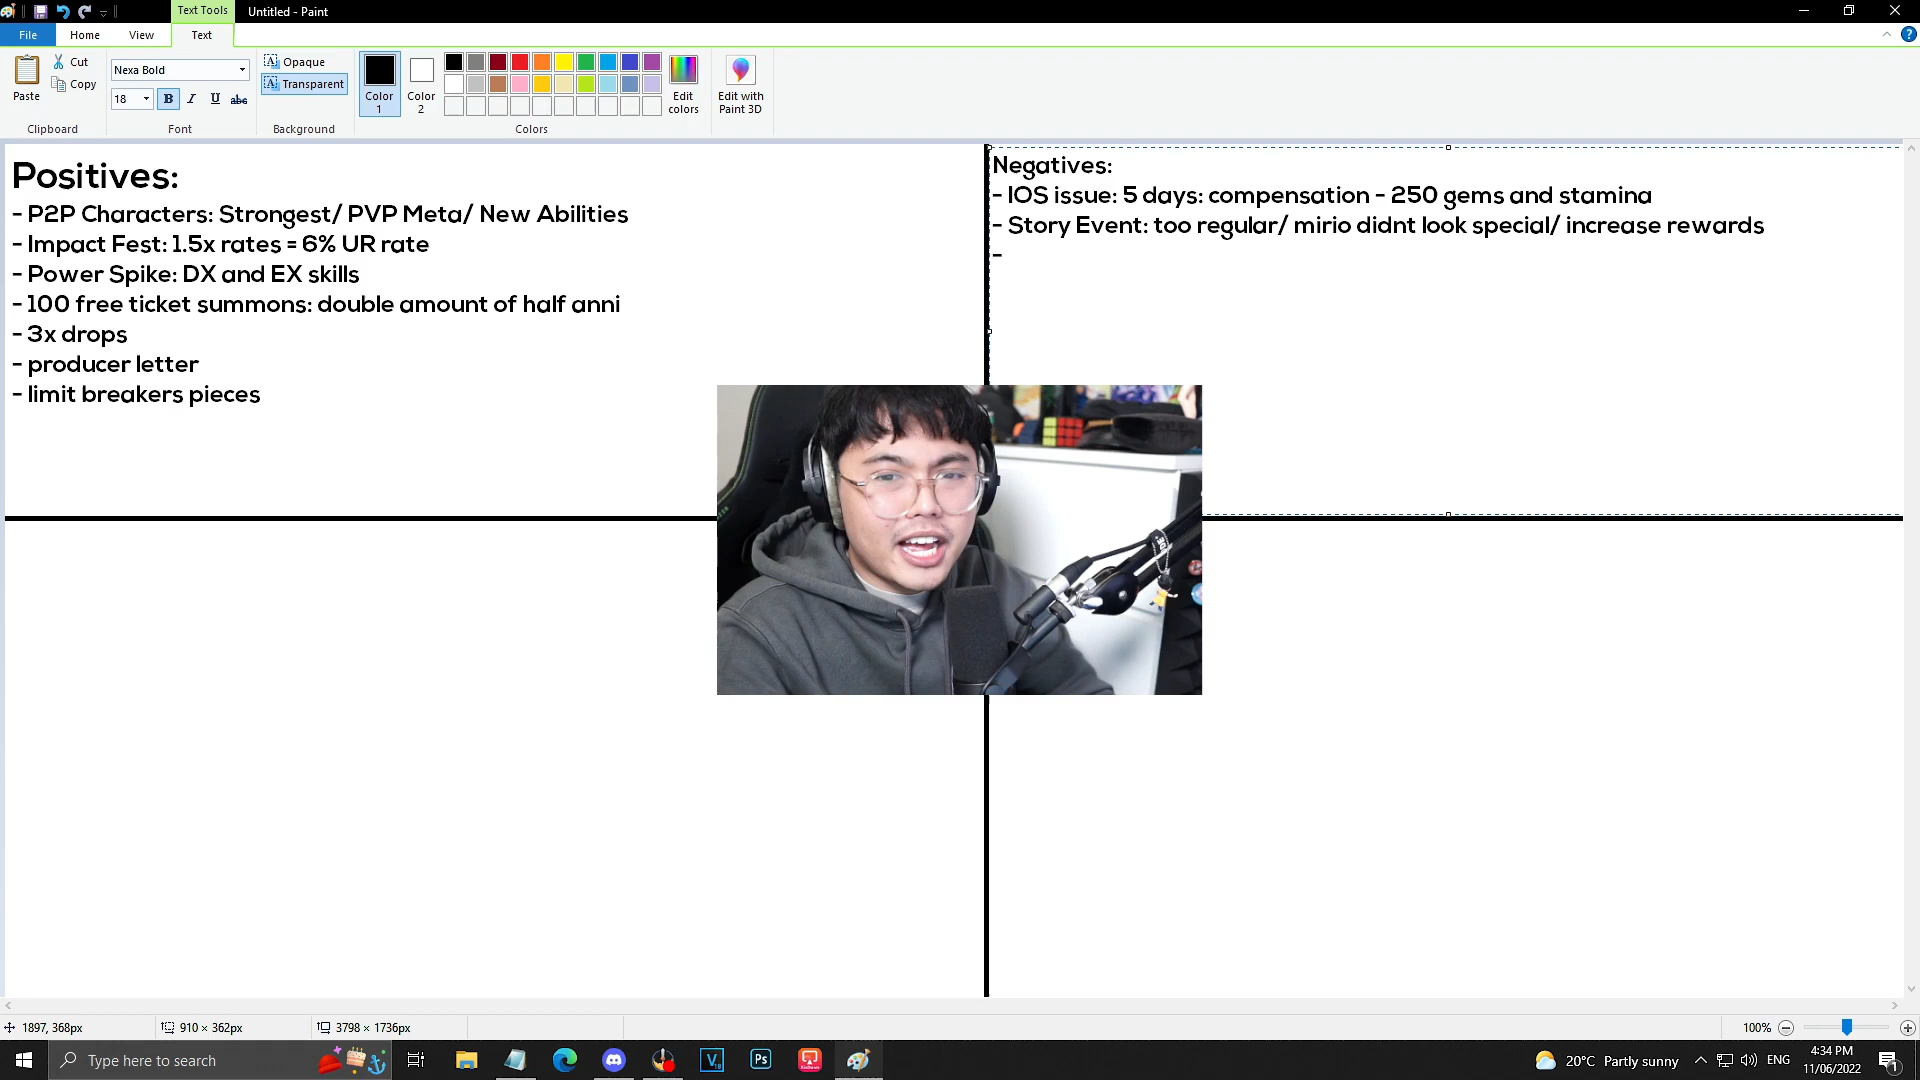 Text Tools
Untitled - Paint
File
Home
View
Text
Paste
Cut
Copy
Clipboard
Nexa Bold
18
B
I
U
abc
Font
Opaque
Transparent
Background
Color 1
Color 2
Edit colors
Colors
Edit with Paint 3D
Positives:
- P2P Characters: Strongest/ PVP Meta/ New Abilities
- Impact Fest: 1.5x rates = 6% UR rate
- Power Spike: DX and EX skills
- 100 free ticket summons: double amount of half anni
- 3x drops
- producer letter
- limit breakers pieces
Negatives:
- IOS issue: 5 days: compensation - 250 gems and stamina
- Story Event: too regular/ mirio didnt look special/ increase rewards
-
1897, 368px
910 × 362px
3798 × 1736px
100%
Type here to search
20°C Partly sunny
ENG
4:34 PM
11/06/2022